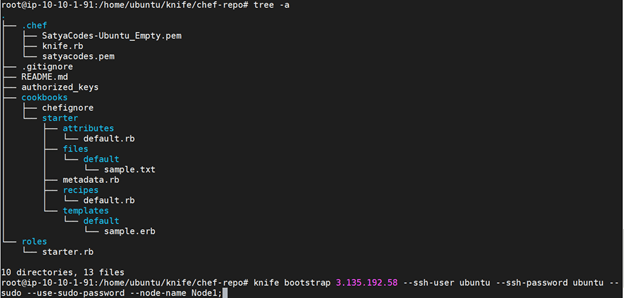 root@ip-10-10-1-91:/home/ubuntu/knife/chef-repo# tree -a
.
├── .chef
│   ├── SatyaCodes-Ubuntu_Empty.pem
│   ├── knife.rb
│   └── satyacodes.pem
├── .gitignore
├── README.md
├── authorized_keys
├── cookbooks
│   ├── chefignore
│   └── starter
│       ├── attributes
│       │   └── default.rb
│       ├── files
│       │   └── default
│       │       └── sample.txt
│       ├── metadata.rb
│       ├── recipes
│       │   └── default.rb
│       └── templates
│           └── default
│               └── sample.erb
└── roles
    └── starter.rb
10 directories, 13 files
root@ip-10-10-1-91:/home/ubuntu/knife/chef-repo# knife bootstrap 3.135.192.58 --ssh-user ubuntu --ssh-password ubuntu --
sudo --use-sudo-password --node-name Node1;